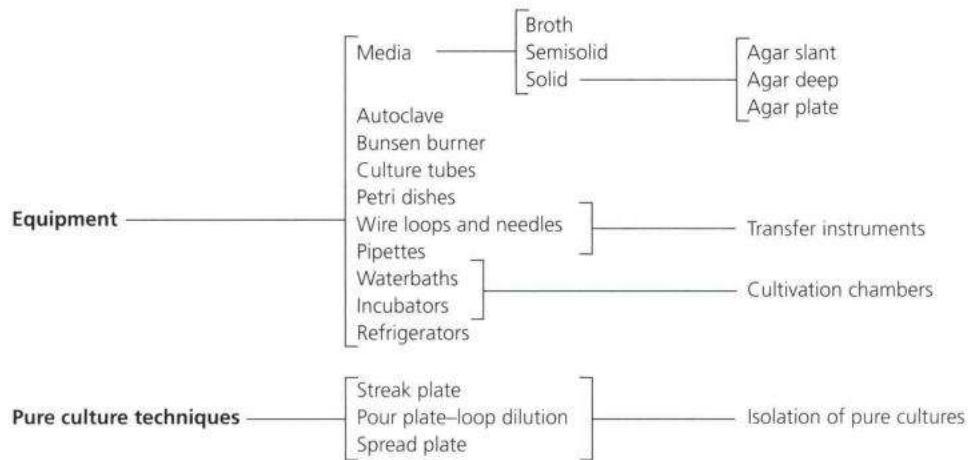 Broth
Media
Semisolid
Agar slant
Solid
Agar deep
Agar plate
Autoclave
Bunsen burner
Culture tubes
Petri dishes
Equipment
Wire loops and needles
Transfer instruments
Pipettes
Waterbaths
Cultivation chambers
Incubators
Refrigerators
Streak plate
Pure culture techniques
Pour plate–loop dilution
Isolation of pure cultures
Spread plate